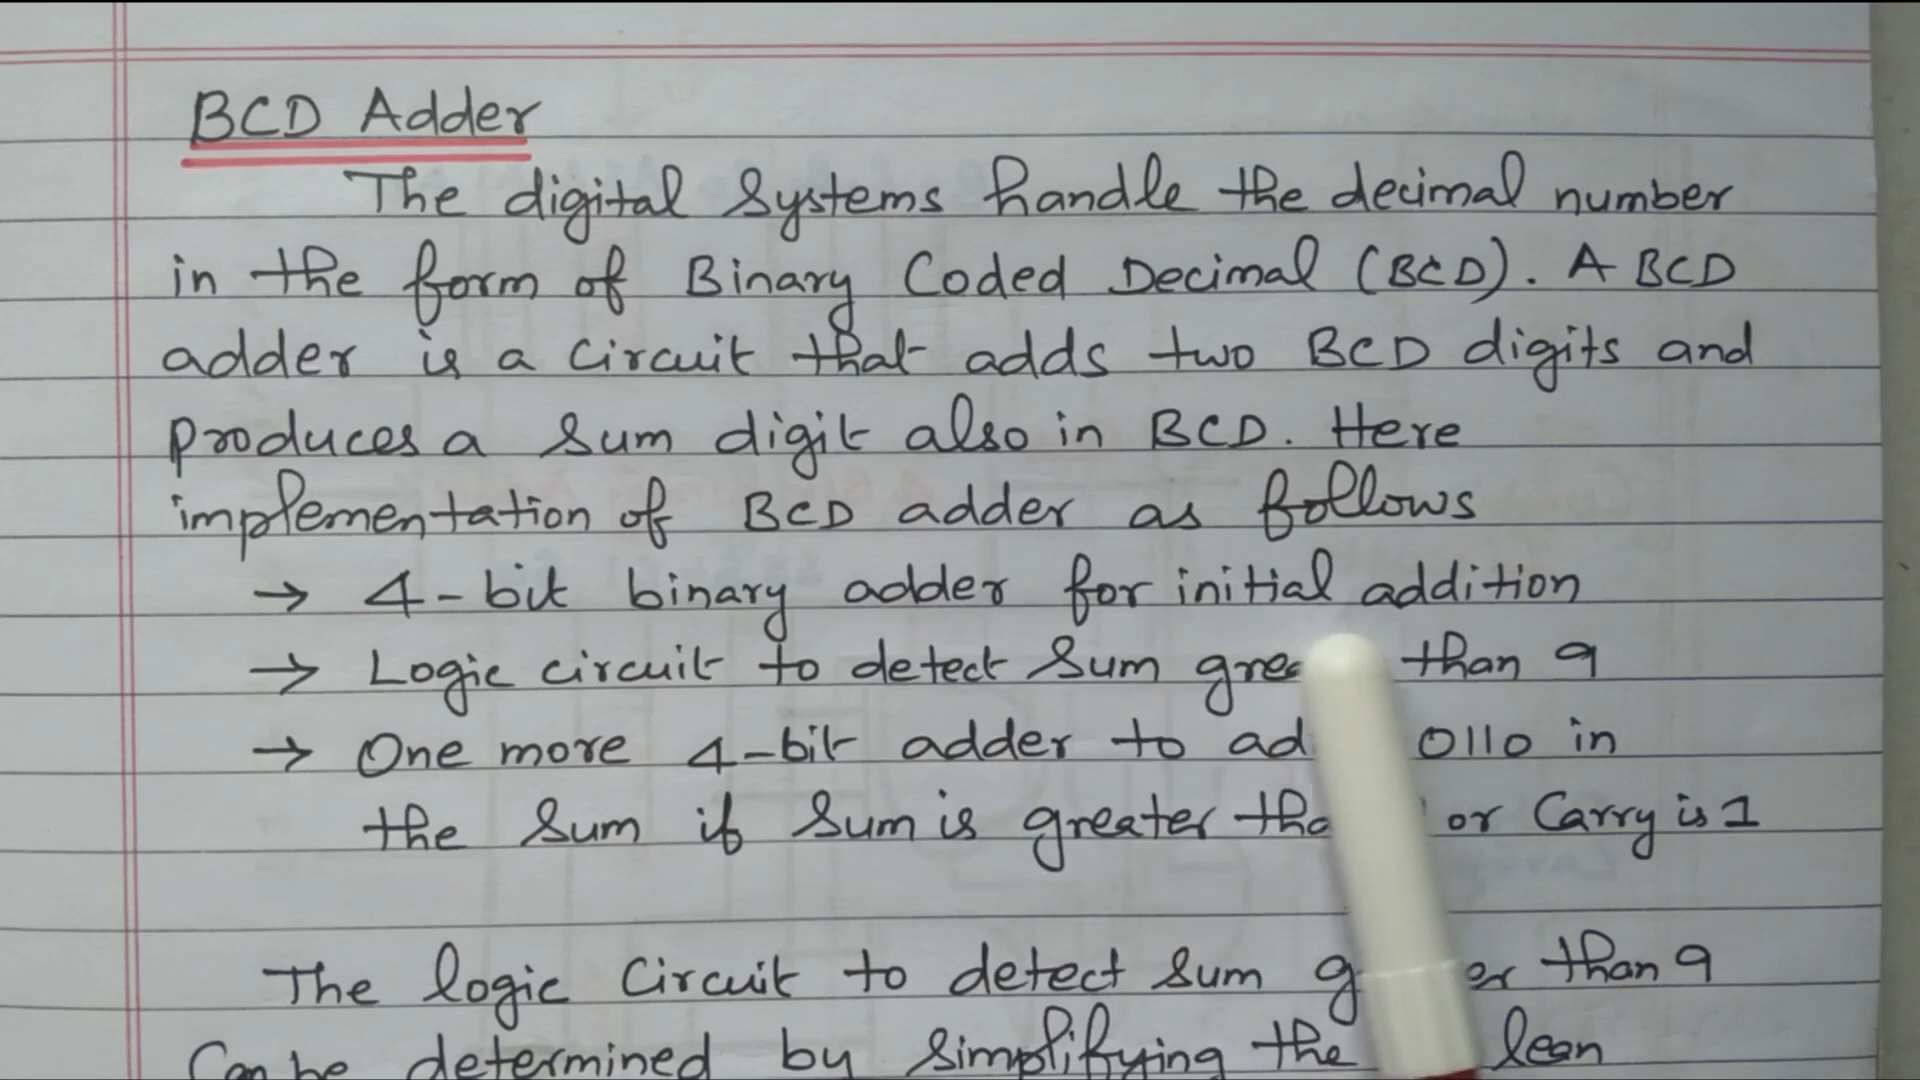 BCD Adder
The digital Systems handle the decimal number
in the form of Binary Coded Decimal (BCD). A BCD
adder is a circuit that adds two BCD digits and
produces a sum digit also in BCD. Here
implementation of BCD adder as follows
→ 4-bit binary adder for initial addition
→ Logic circuit to detect sum than 9
→ One more 4-bit adder to 0110 in
the sum if sum is greater or Carry is 1
The logic circuit to detect sum than 9
Can be determined by simplifying the